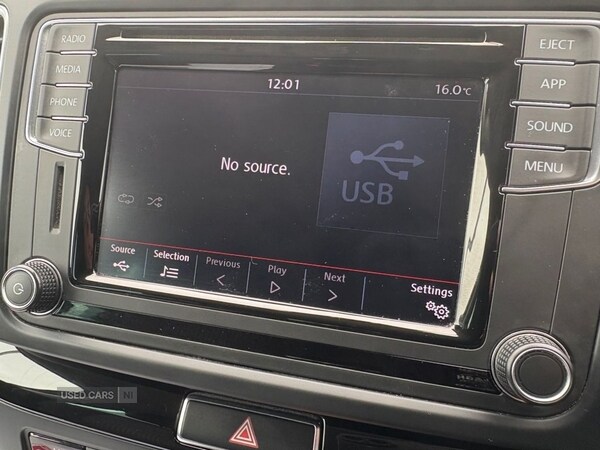 RADIO
MEDIA
PHONE
VOICE
12:01
16.0°C
No source.
USB
Source
Selection
Previous
Play
Next
Settings
EJECT
APP
SOUND
MENU
USED CARS NI